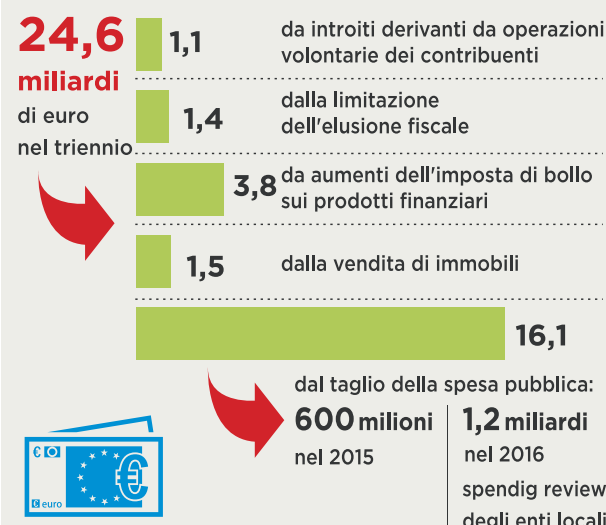 24,6
miliardi
di euro
nel triennio
1,1
da introiti derivanti da operazioni
volontarie dei contribuenti
1,4
dalla limitazione
dell'elusione fiscale
3,8
da aumenti dell'imposta di bollo
sui prodotti finanziari
1,5
dalla vendita di immobili
16,1
dal taglio della spesa pubblica:
600 milioni
nel 2015
1,2 miliardi
nel 2016
spendig review
degli enti locali
€
€
€ euro